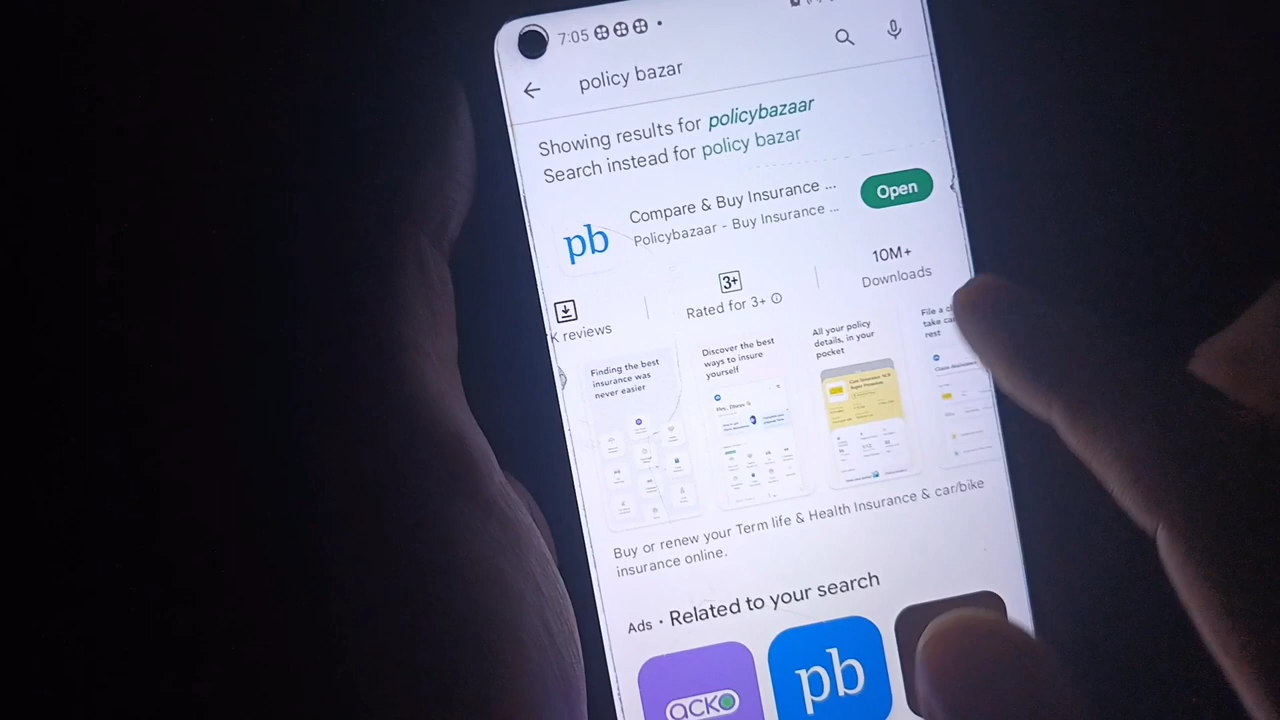 7:05
policy bazar
Showing results for policybazaar
Search instead for policy bazar
pb
Compare & Buy Insurance ...
Policybazaar - Buy Insurance ...
Open
K reviews
3+
Rated for 3+
10M+
Downloads
Finding the best
insurance was
never easier
Discover the best
ways to insure
yourself
All your policy
details, in your
pocket
File a
take
rest
Buy or renew your Term life & Health Insurance & car/bike
insurance online.
Ads • Related to your search
acko
pb